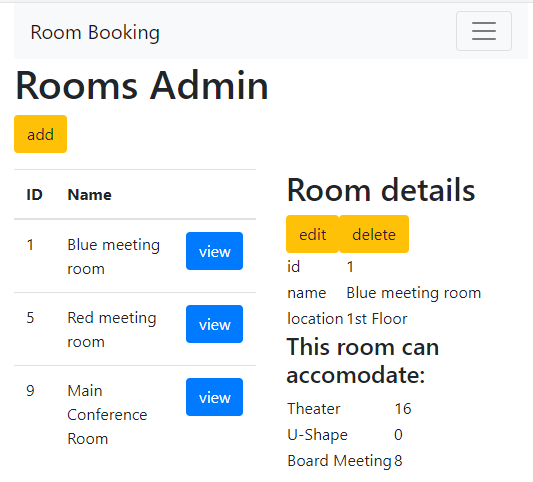 Room Booking
Rooms Admin
add
ID Name
1 Blue meeting room view
5 Red meeting room view
9 Main Conference Room view
Room details
edit delete
id 1
name Blue meeting room
location 1st Floor
This room can
accomodate:
Theater 16
U-Shape 0
Board Meeting 8